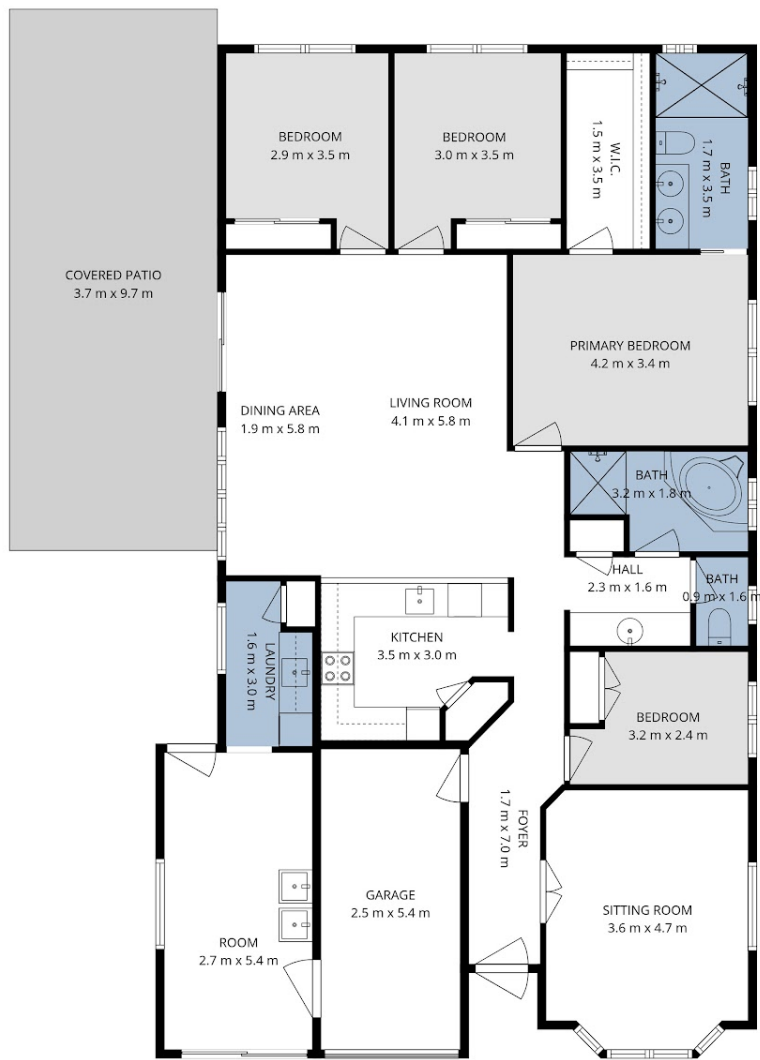 BEDROOM
2.9 m x 3.5 m
BEDROOM
3.0 m x 3.5 m
W.I.C.
1.5 m x 3.5 m
BATH
1.7 m x 3.5 m
COVERED PATIO
3.7 m x 9.7 m
PRIMARY BEDROOM
4.2 m x 3.4 m
DINING AREA
1.9 m x 5.8 m
LIVING ROOM
4.1 m x 5.8 m
BATH
3.2 m x 1.8 m
HALL
2.3 m x 1.6 m
BATH
0.9 m x 1.6 m
KITCHEN
3.5 m x 3.0 m
LAUNDRY
1.6 m x 3.0 m
BEDROOM
3.2 m x 2.4 m
FOYER
1.7 m x 7.0 m
GARAGE
2.5 m x 5.4 m
SITTING ROOM
3.6 m x 4.7 m
ROOM
2.7 m x 5.4 m